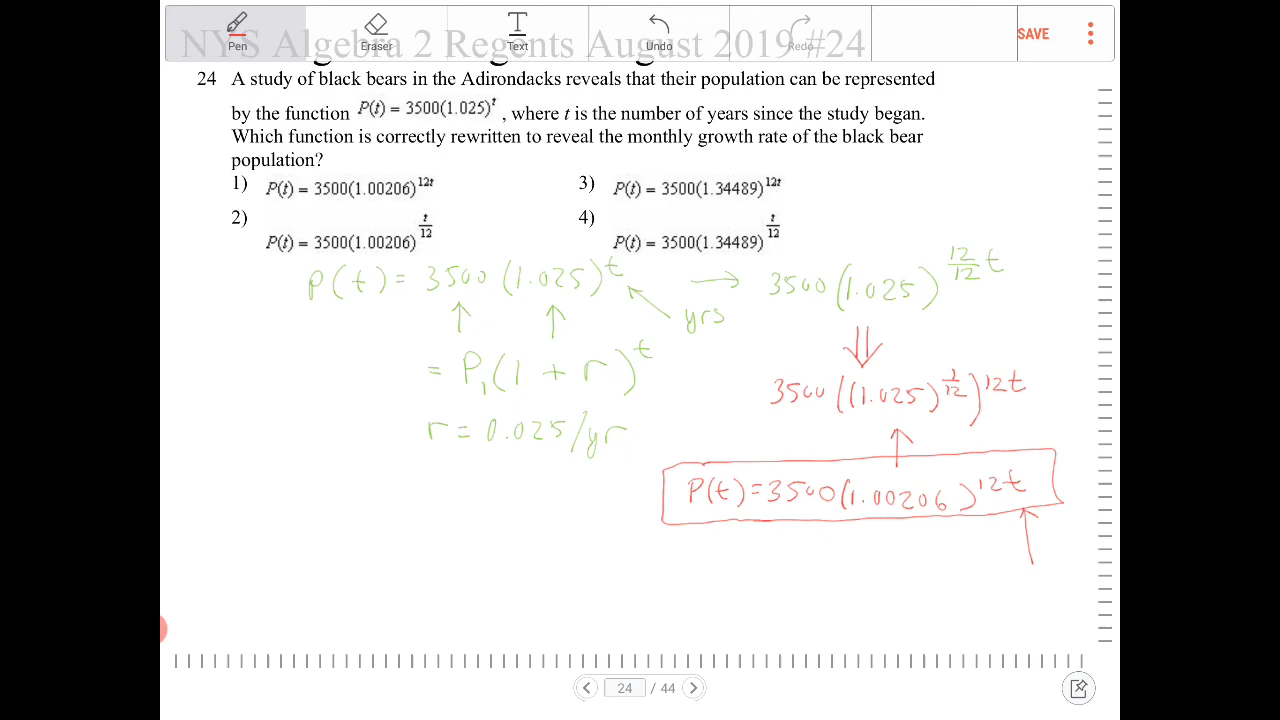 NYS Algebra 2 Regents August 2019 #24
Pen
Eraser
Text
Undo
Redo
SAVE
24 A study of black bears in the Adirondacks reveals that their population can be represented
by the function P(t) = 3500(1.025)^t , where t is the number of years since the study began.
Which function is correctly rewritten to reveal the monthly growth rate of the black bear
population?
1) P(t) = 3500(1.00206)^12t
3) P(t) = 3500(1.34489)^12t
2) P(t) = 3500(1.00206)^t/12
4) P(t) = 3500(1.34489)^t/12
P(t) = 3500 (1.025)^t → 3500 (1.025)^12/12 t
yrs
= P₁(1 + r)^t
3500 ((1.025)^1/12)^12t
r = 0.025/yr
P(t)=3500(1.00206)^12t
24 / 44